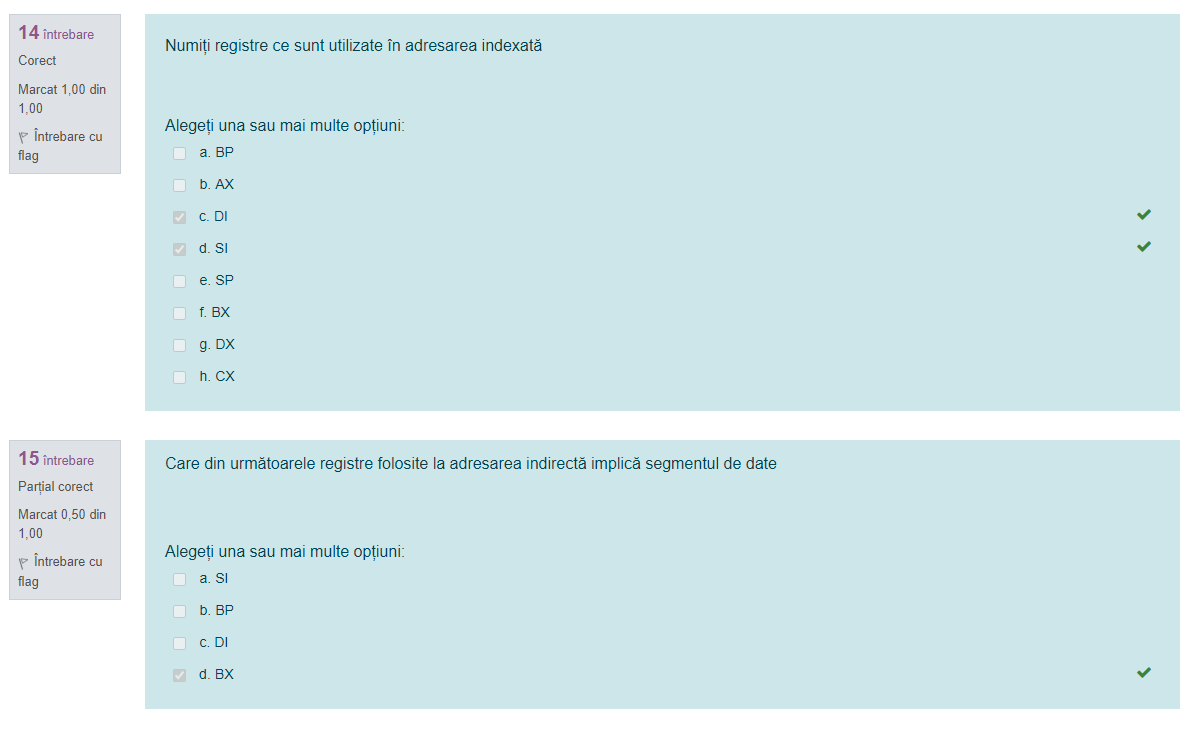 14 întrebare
Corect
Marcat 1,00 din
1,00
Întrebare cu
flag
Numiți registre ce sunt utilizate în adresarea indexată
Alegeți una sau mai multe opțiuni:
a. BP
b. AX
c. DI
d. SI
e. SP
f. BX
g. DX
h. CX
15 întrebare
Parțial corect
Marcat 0,50 din
1,00
Întrebare cu
flag
Care din următoarele registre folosite la adresarea indirectă implică segmentul de date
Alegeți una sau mai multe opțiuni:
a. SI
b. BP
c. DI
d. BX